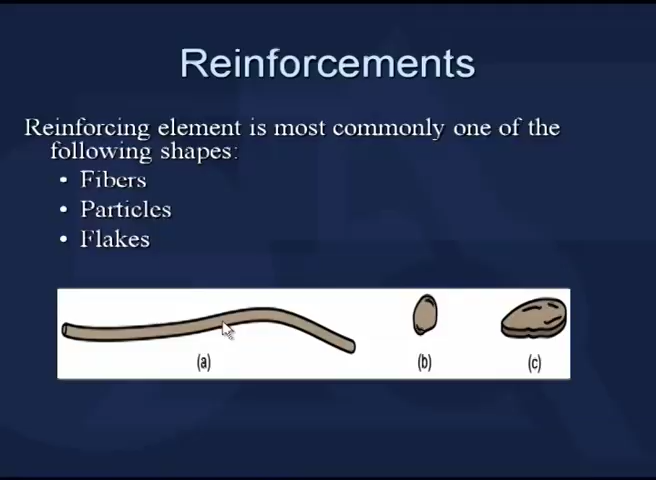 Reinforcements
Reinforcing element is most commonly one of the
following shapes:
• Fibers
• Particles
• Flakes
(a) (b) (c)